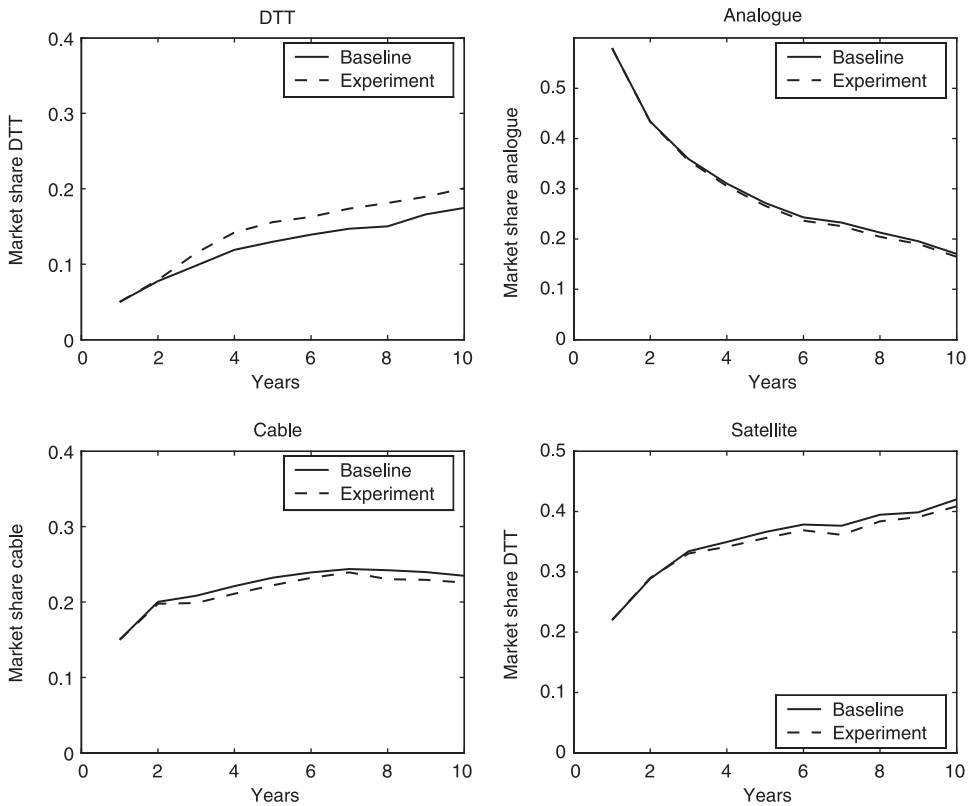 DTT
0.4
0.3
0.2
0.1
0
Market share DTT
Baseline
Experiment
0 2 4 6 8 10
Years
Analogue
0.5
0.4
0.3
0.2
0.1
0
Market share analogue
Baseline
Experiment
0 2 4 6 8 10
Years
Cable
0.4
0.3
0.2
0.1
0
Market share cable
Baseline
Experiment
0 2 4 6 8 10
Years
Satellite
0.5
0.4
0.3
0.2
0.1
0
Market share DTT
Baseline
Experiment
0 2 4 6 8 10
Years